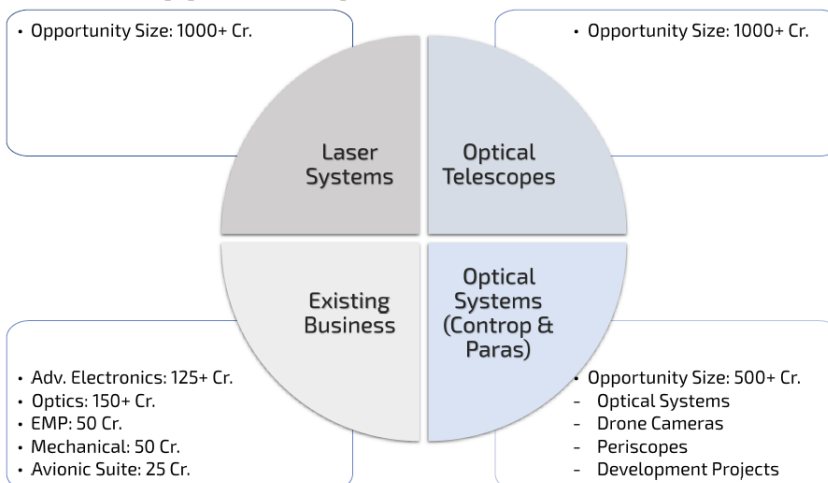 • Opportunity Size: 1000+ Cr.
• Opportunity Size: 1000+ Cr.
Laser
Systems
Optical
Telescopes
Existing
Business
Optical
Systems
(Controp &
Paras)
• Adv. Electronics: 125+ Cr.
• Optics: 150+ Cr.
• EMP: 50 Cr.
• Mechanical: 50 Cr.
• Avionic Suite: 25 Cr.
• Opportunity Size: 500+ Cr.
- Optical Systems
- Drone Cameras
- Periscopes
- Development Projects